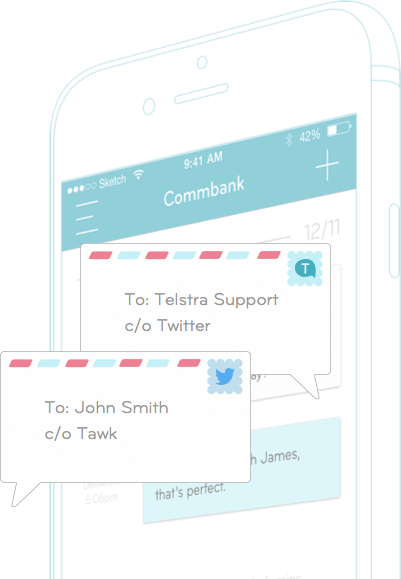 Sketch
9:41 AM
42%
Commbank
12/11
T
To: Telstra Support
c/o Twitter
To: John Smith
c/o Tawk
h James,
5:06pm
that's perfect.